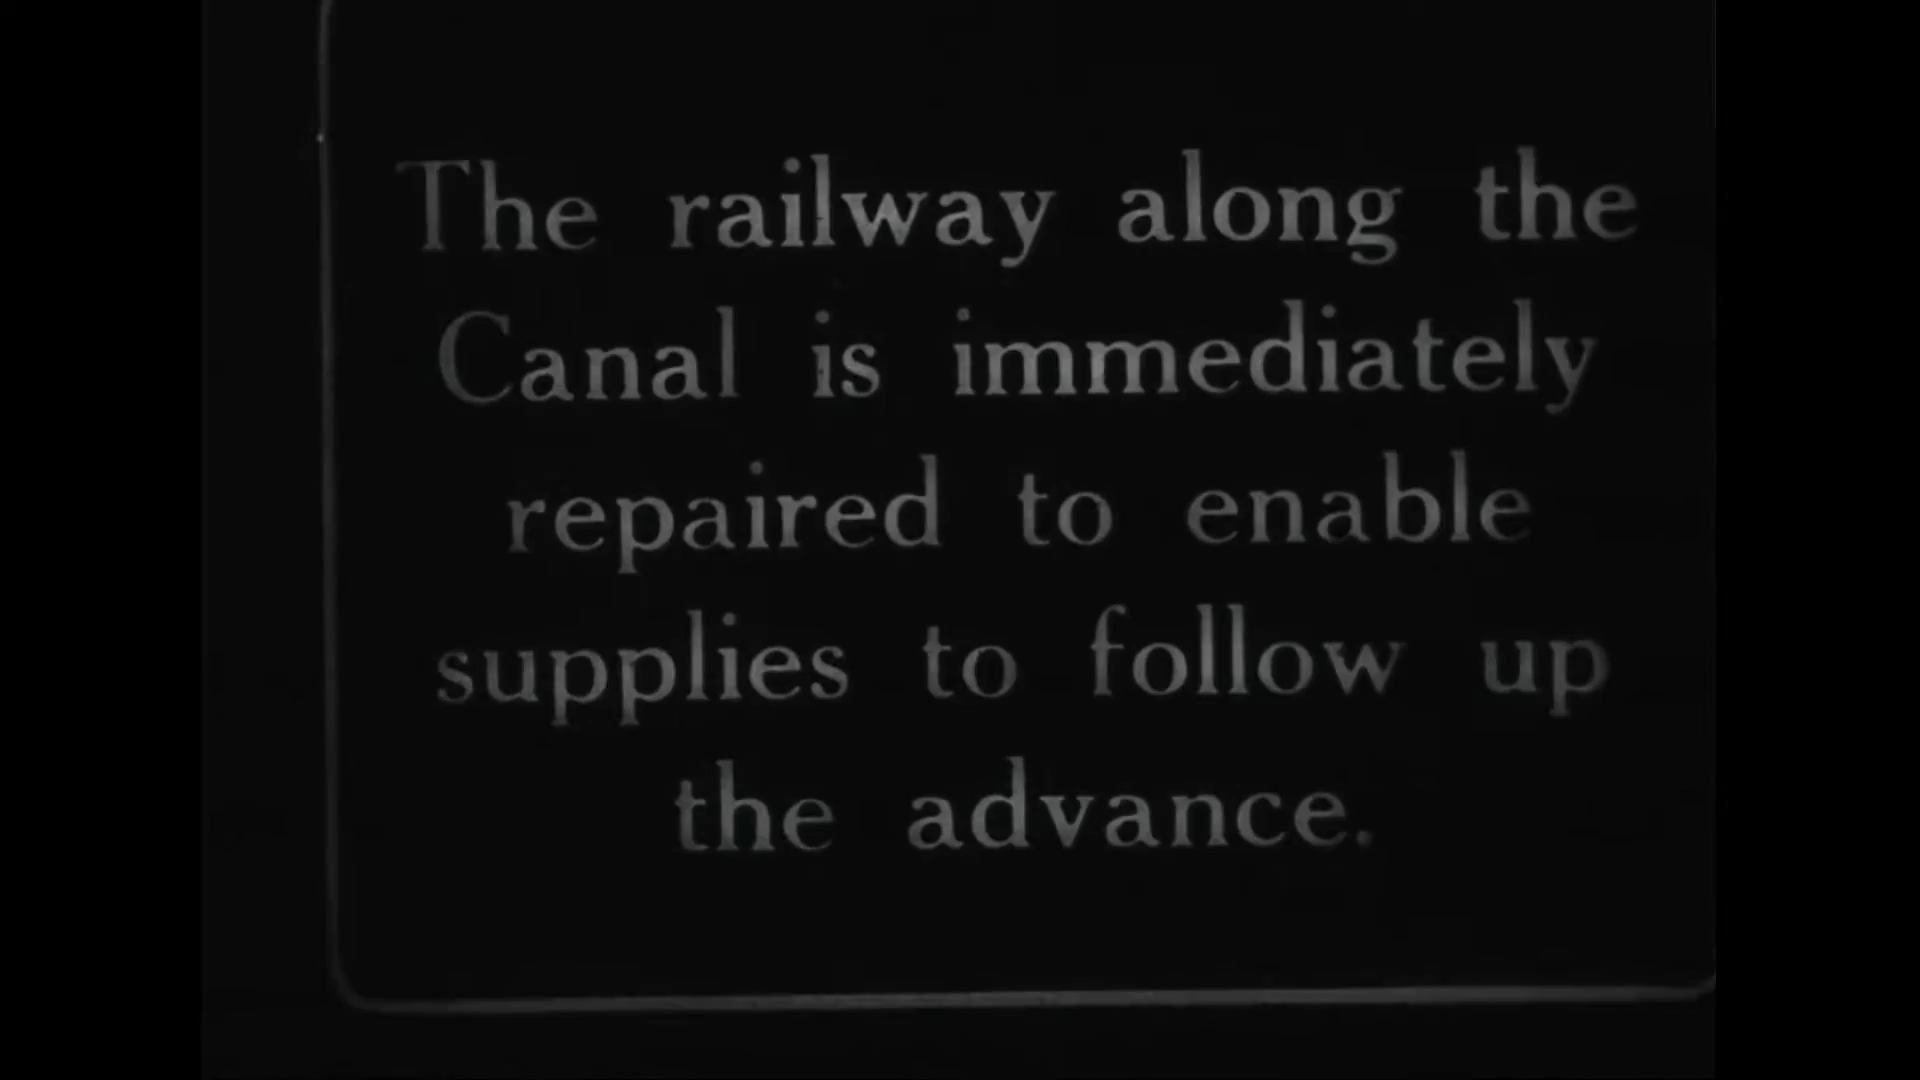 The railway along the
Canal is immediately
repaired to enable
supplies to follow up
the advance.